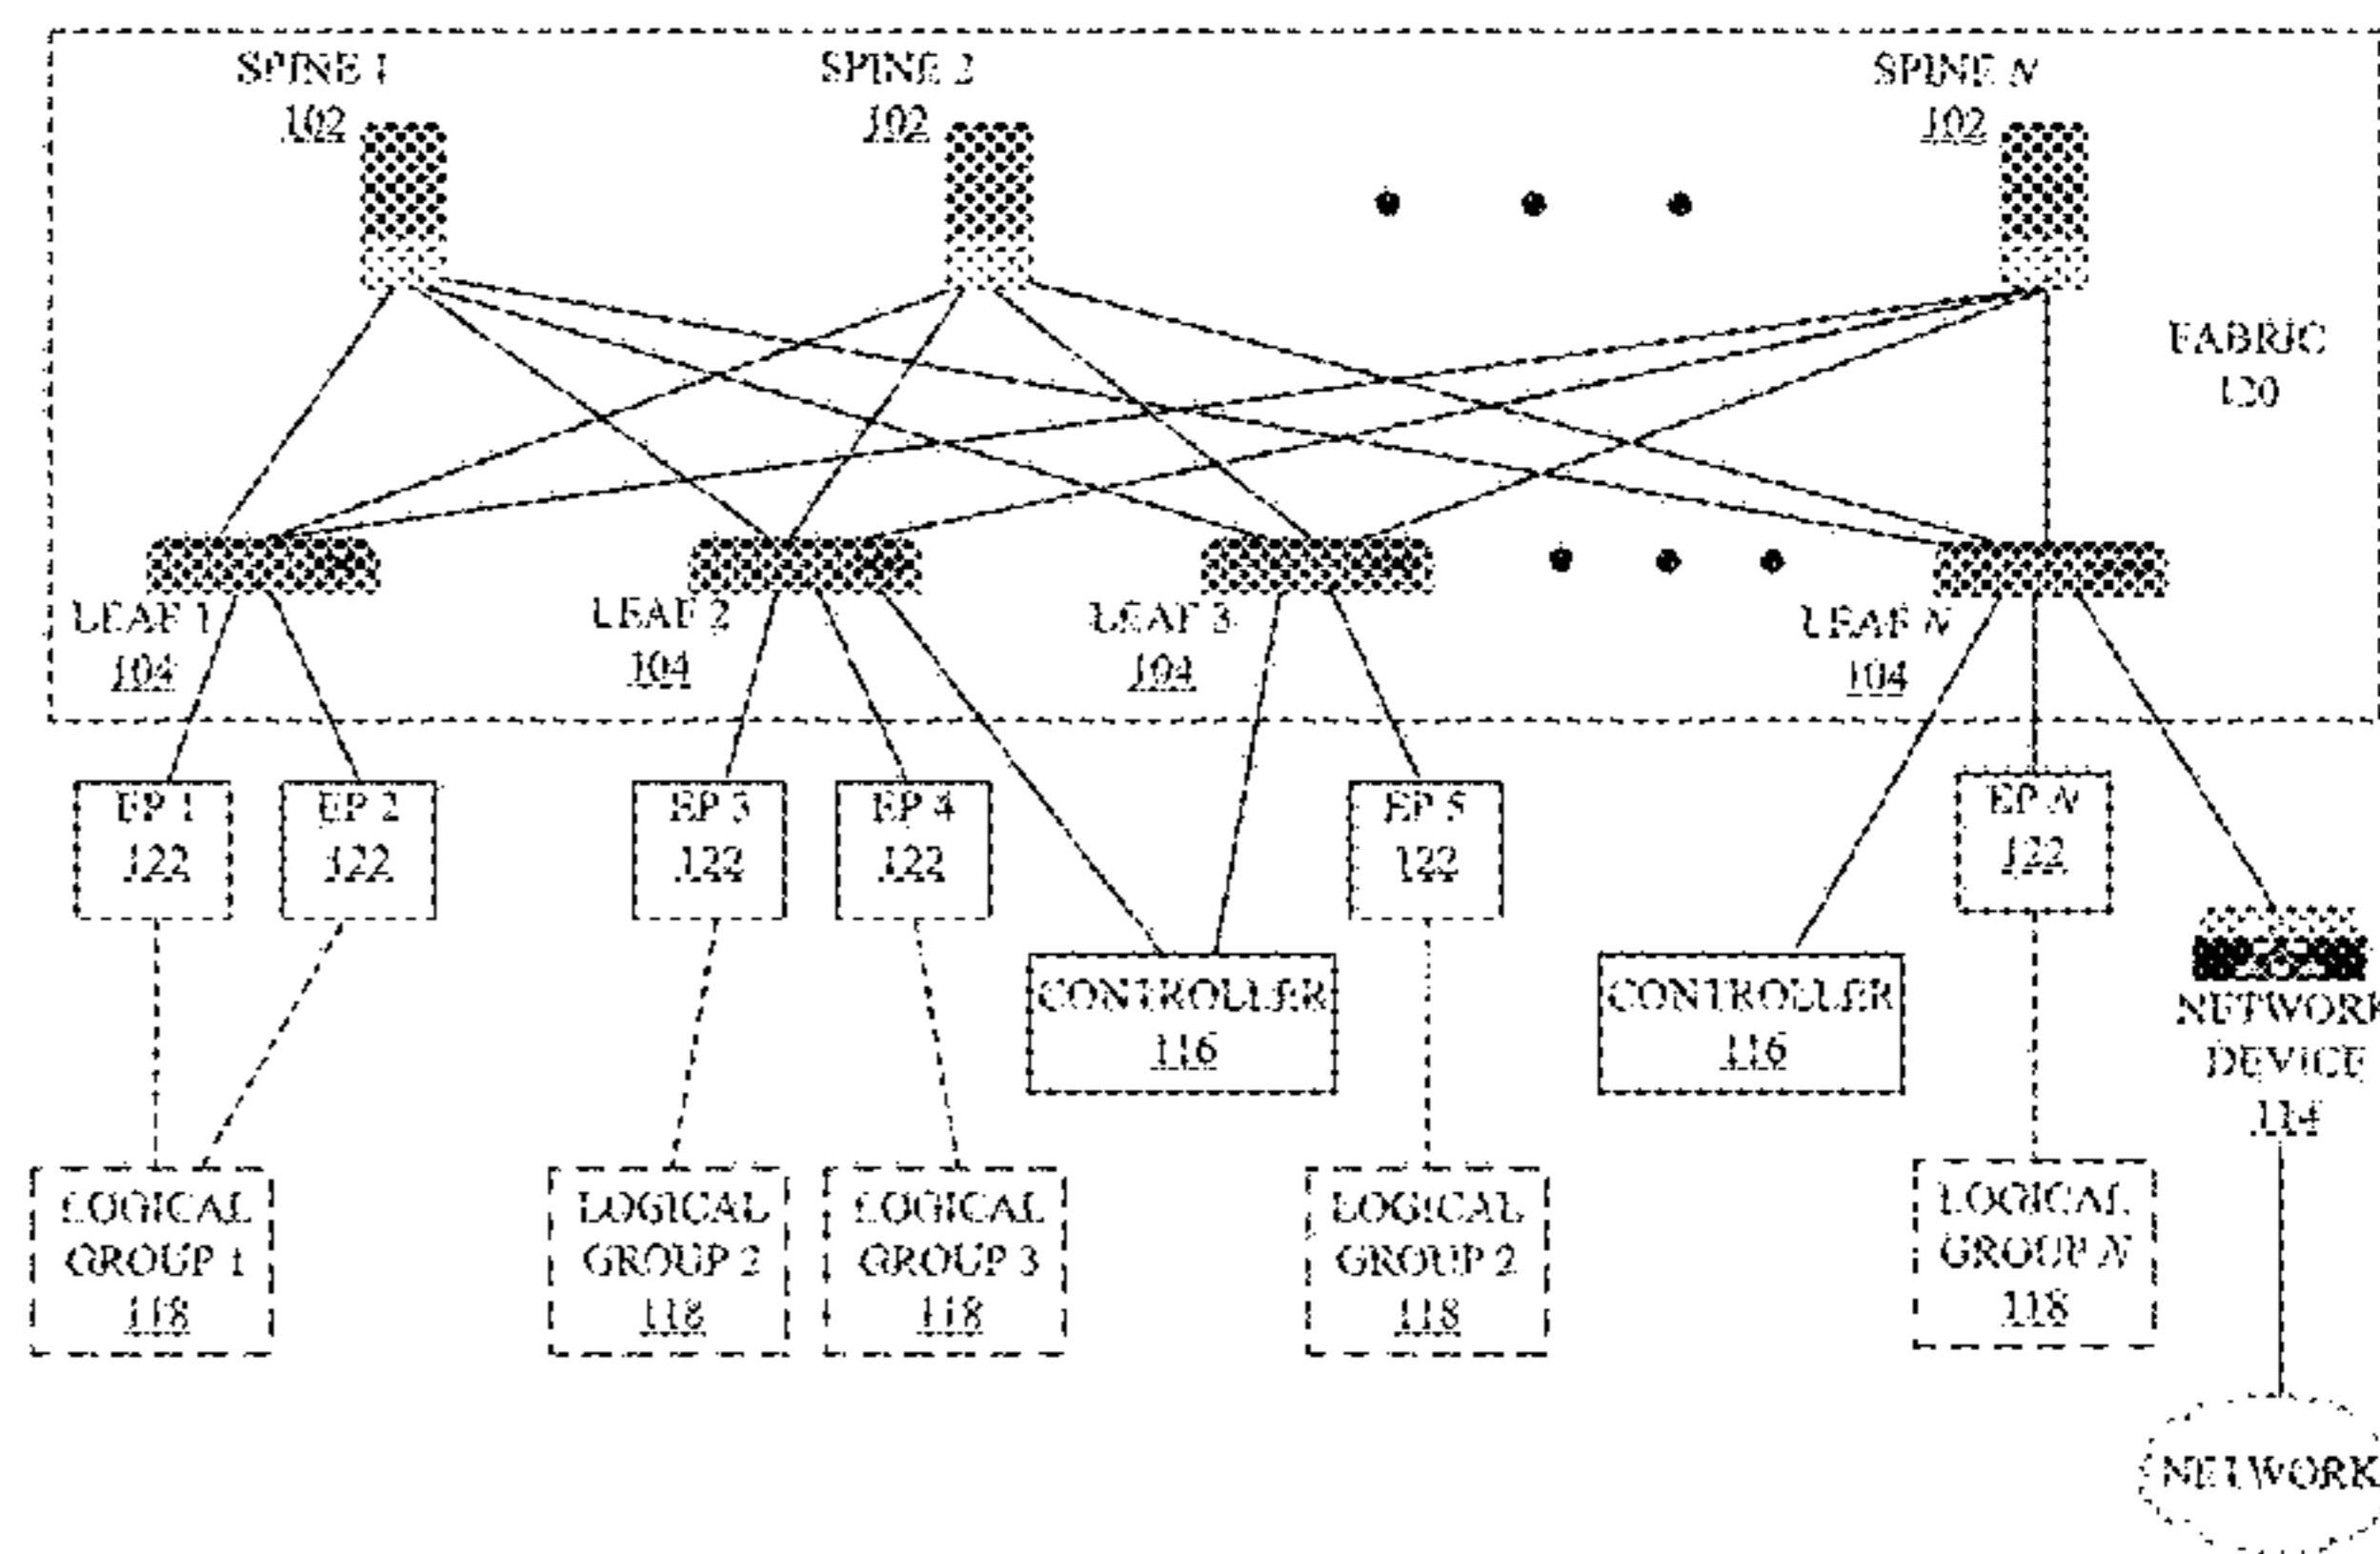 SPINE 1
102
SPINE 2
102
SPINE N
102
FABRIC
120
LEAF 1
104
LEAF 2
104
LEAF 3
104
LEAF N
104
EP 1
122
EP 2
122
EP 3
122
EP 4
122
EP 5
122
EP N
122
CONTROLLER
116
CONTROLLER
116
NETWORK
DEVICE
114
LOGICAL
GROUP 1
118
LOGICAL
GROUP 2
118
LOGICAL
GROUP 3
118
LOGICAL
GROUP 2
118
LOGICAL
GROUP N
118
NETWORK